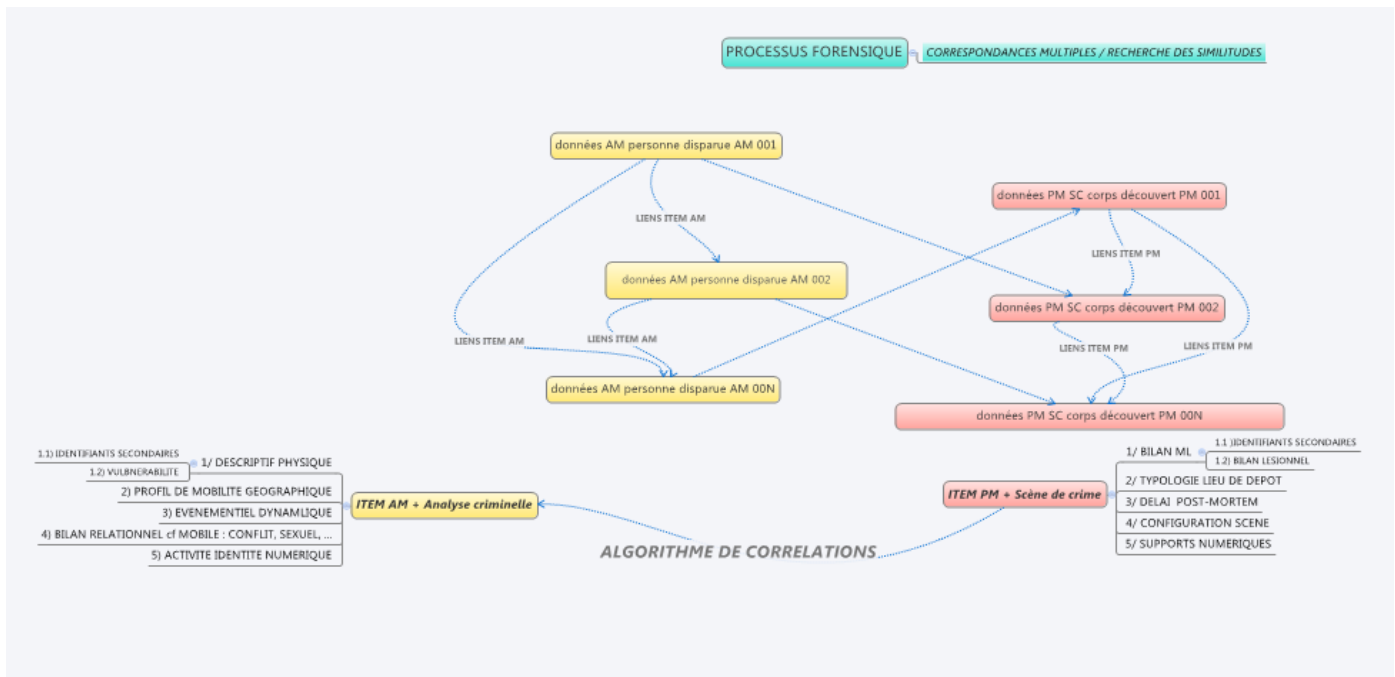 PROCESSUS FORENSIQUE
CORRESPONDANCES MULTIPLES / RECHERCHE DES SIMILITUDES
données AM personne disparue AM 001
données PM SC corps découvert PM 001
LIENS ITEM AM
LIENS ITEM PM
données AM personne disparue AM 002
données PM SC corps découvert PM 002
LIENS ITEM AM
LIENS ITEM AM
LIENS ITEM PM
LIENS ITEM PM
données AM personne disparue AM 00N
données PM SC corps découvert PM 00N
1.1) IDENTIFIANTS SECONDAIRES
1.2) VULBNERABILITE
1/ DESCRIPTIF PHYSIQUE
2) PROFIL DE MOBILITE GEOGRAPHIQUE
3) EVENEMENTIEL DYNAMLIQUE
4) BILAN RELATIONNEL cf MOBILE : CONFLIT, SEXUEL, ...
5) ACTIVITE IDENTITE NUMERIQUE
ITEM AM + Analyse criminelle
ALGORITHME DE CORRELATIONS
ITEM PM + Scène de crime
1/ BILAN ML
1.1 )IDENTIFIANTS SECONDAIRES
1.2) BILAN LESIONNEL
2/ TYPOLOGIE LIEU DE DEPOT
3/ DELAI POST-MORTEM
4/ CONFIGURATION SCENE
5/ SUPPORTS NUMERIQUES